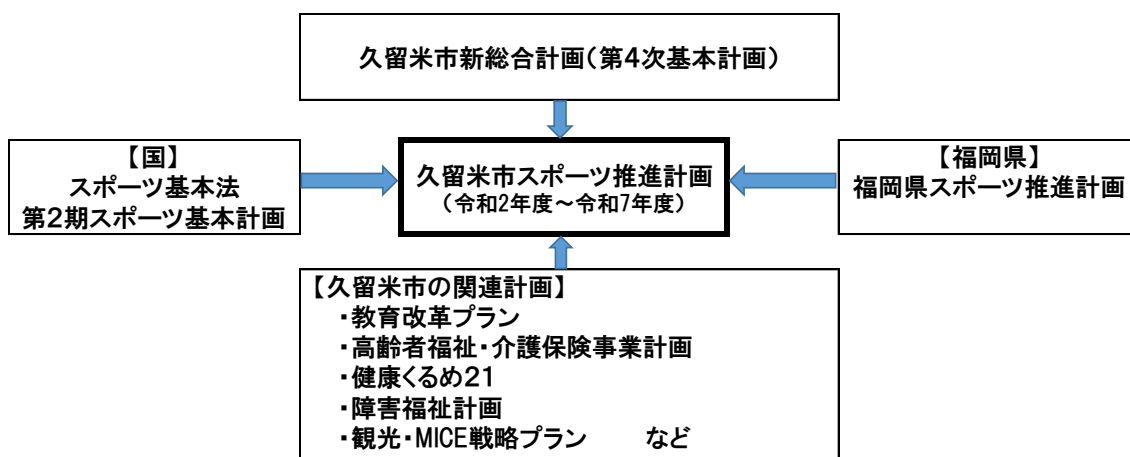 久留米市新総合計画（第４次基本計画）
【国】
スポーツ基本法
第２期スポーツ基本計画
久留米市スポーツ推進計画
（令和2年度～令和7年度）
【福岡県】
福岡県スポーツ推進計画
【久留米市の関連計画】
・教育改革プラン
・高齢者福祉・介護保険事業計画
・健康くるめ２１
・障害福祉計画
・観光・MICE戦略プラン　　など